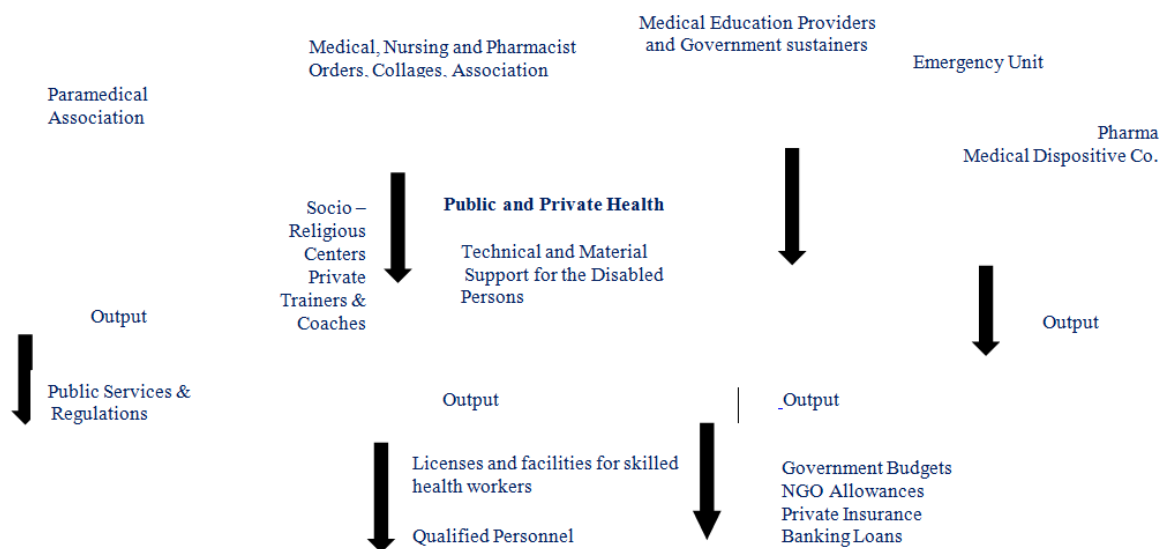 Medical Education Providers
and Government sustainers
Medical, Nursing and Pharmacist
Orders, Collages, Association
Emergency Unit
Paramedical
Association
Pharma
Medical Dispositive Co.
Socio –
Religious
Centers
Private
Trainers &
Coaches
Public and Private Health
Technical and Material
Support for the Disabled
Persons
Output
Output
Public Services &
Regulations
Output
Output
Licenses and facilities for skilled
health workers
Qualified Personnel
Government Budgets
NGO Allowances
Private Insurance
Banking Loans